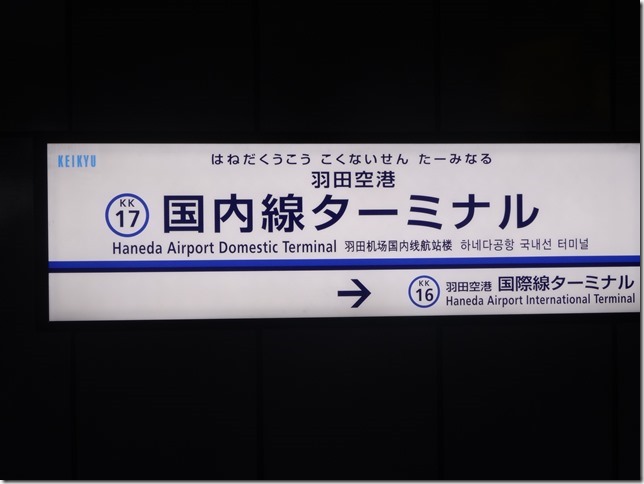 KEIKYU
はねだくうこう こくないせん たーみなる
羽田空港
KK
17
国内線ターミナル
Haneda Airport Domestic Terminal 羽田机场国内线航站楼 하네다공항 국내선 터미널
→
KK
16
羽田空港 国際線ターミナル
Haneda Airport International Terminal